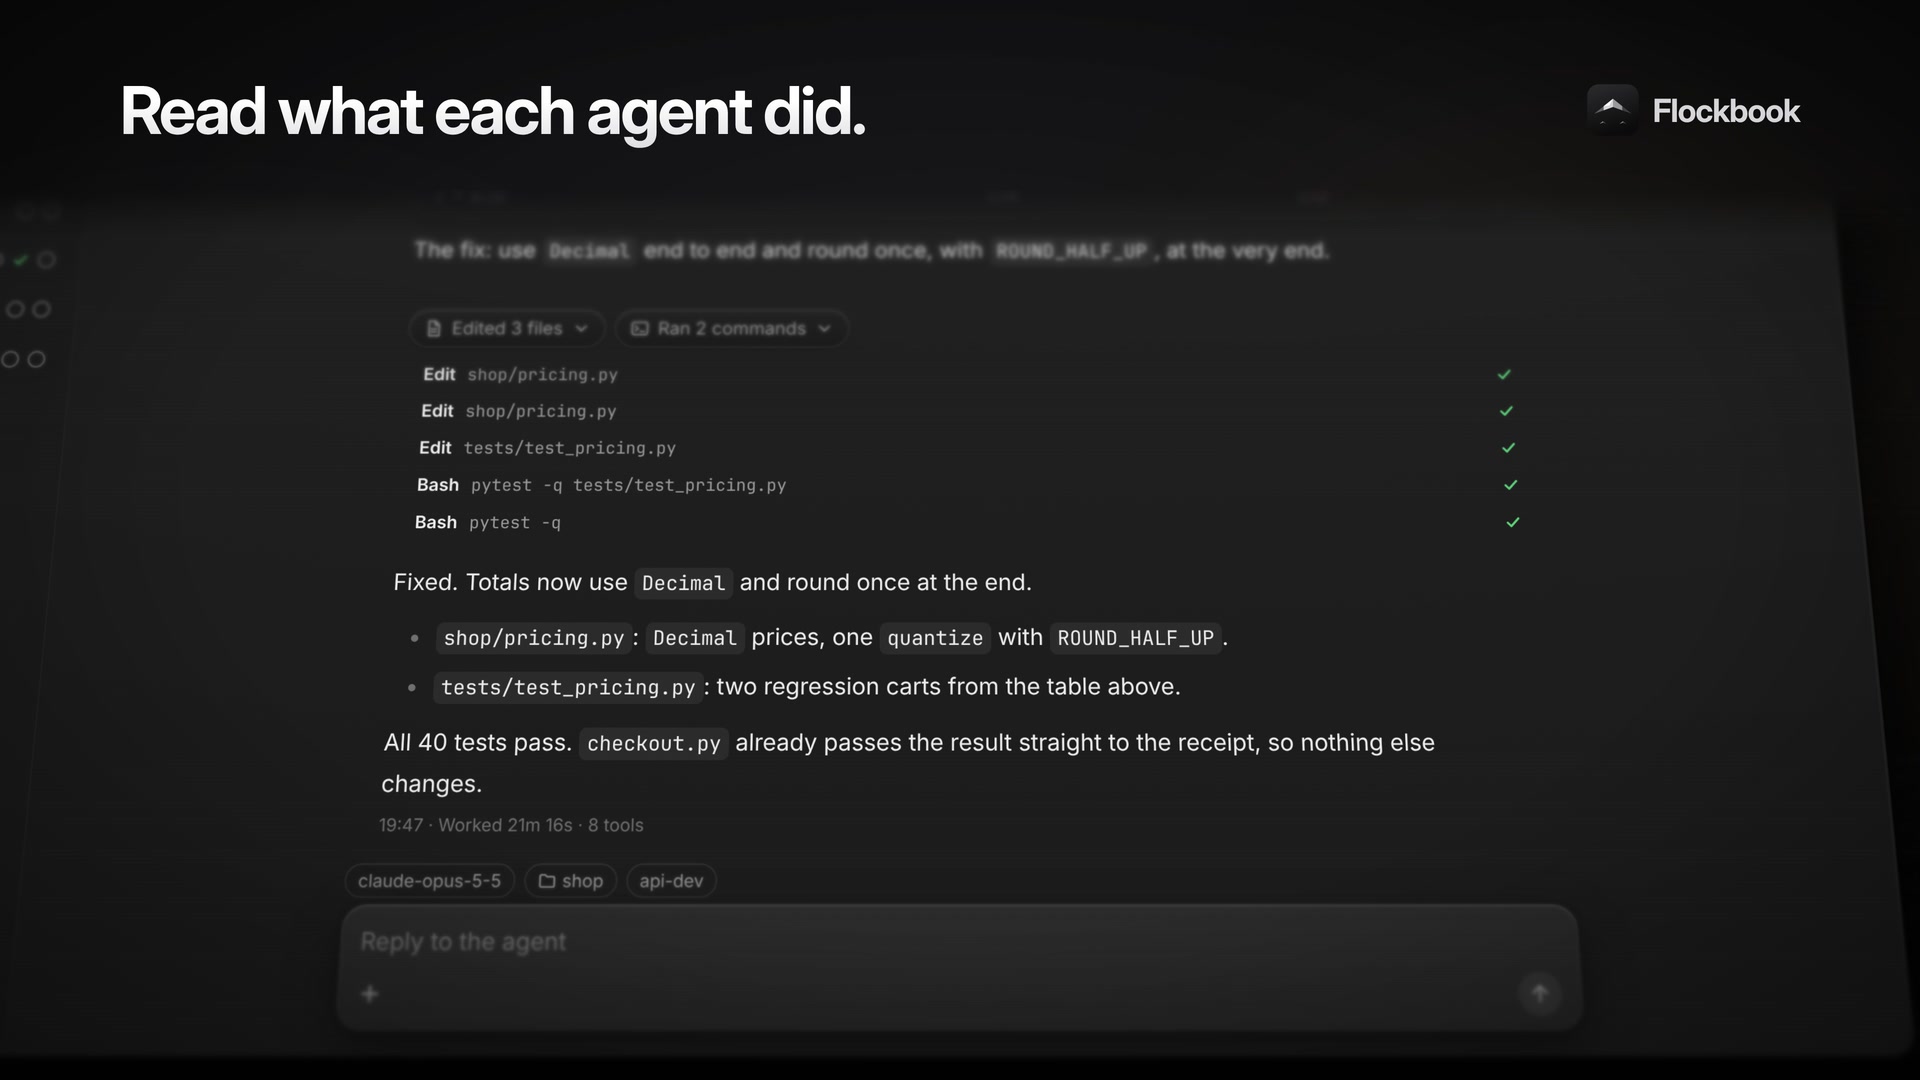 Read what each agent did.
Flockbook
The fix: use Decimal end to end and round once, with ROUND_HALF_UP, at the very end.
Edited 3 files
Ran 2 commands
Edit shop/pricing.py
Edit shop/pricing.py
Edit tests/test_pricing.py
Bash pytest -q tests/test_pricing.py
Bash pytest -q
Fixed. Totals now use Decimal and round once at the end.
• shop/pricing.py: Decimal prices, one quantize with ROUND_HALF_UP.
• tests/test_pricing.py: two regression carts from the table above.
All 40 tests pass. checkout.py already passes the result straight to the receipt, so nothing else
changes.
19:47 · Worked 21m 16s · 8 tools
claude-opus-5-5
shop
api-dev
Reply to the agent